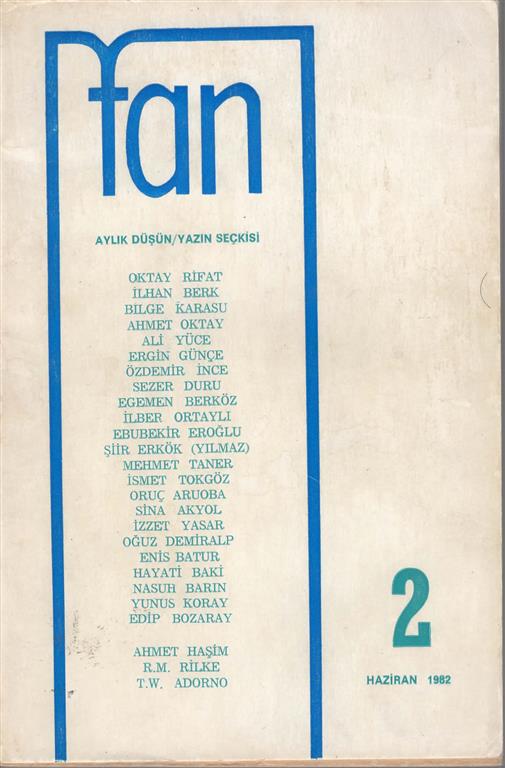 fan
AYLIK DÜŞÜN/YAZIN SEÇKİSİ
OKTAY RİFAT
İLHAN BERK
BILGE KARASU
AHMET OKTAY
ALİ YÜCE
ERGİN GÜNÇE
ÖZDEMİR İNCE
SEZER DURU
EGEMEN BERKÖZ
İLBER ORTAYLI
EBUBEKİR EROĞLU
ŞİİR ERKÖK (YILMAZ)
MEHMET TANER
İSMET TOKGÖZ
ORUÇ ARUOBA
SİNA AKYOL
İZZET YASAR
OĞUZ DEMİRALP
ENİS BATUR
HAYATİ BAKİ
NASUH BARIN
YUNUS KORAY
EDİP BOZARAY
AHMET HAŞİM
R.M. RİLKE
T.W. ADORNO
2
HAZİRAN 1982